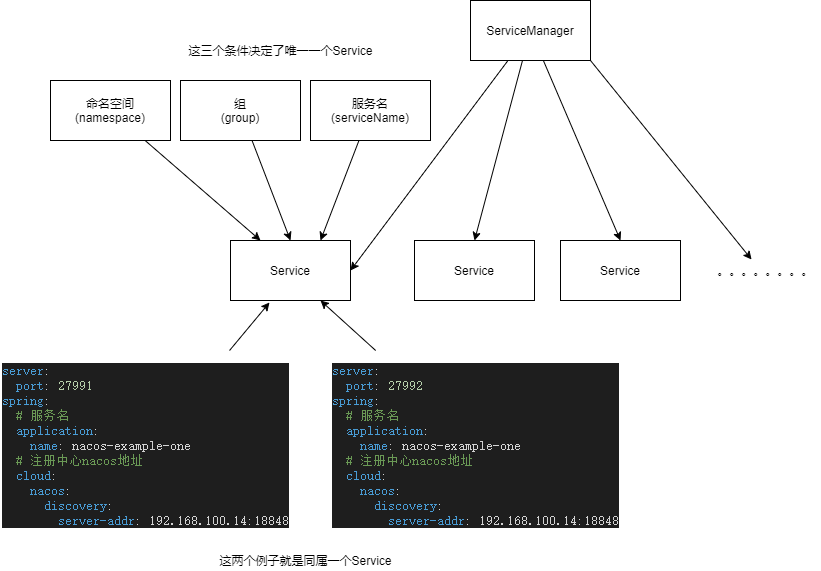 ServiceManager
这三个条件决定了唯一一个Service
命名空间
(namespace)
组
(group)
服务名
(serviceName)
Service
Service
Service
。。。。。。。。
server:
  port: 27991
spring:
  # 服务名
  application:
    name: nacos-example-one
  # 注册中心nacos地址
  cloud:
    nacos:
      discovery:
        server-addr: 192.168.100.14:18848
server:
  port: 27992
spring:
  # 服务名
  application:
    name: nacos-example-one
  # 注册中心nacos地址
  cloud:
    nacos:
      discovery:
        server-addr: 192.168.100.14:18848
这两个例子就是同属一个Service